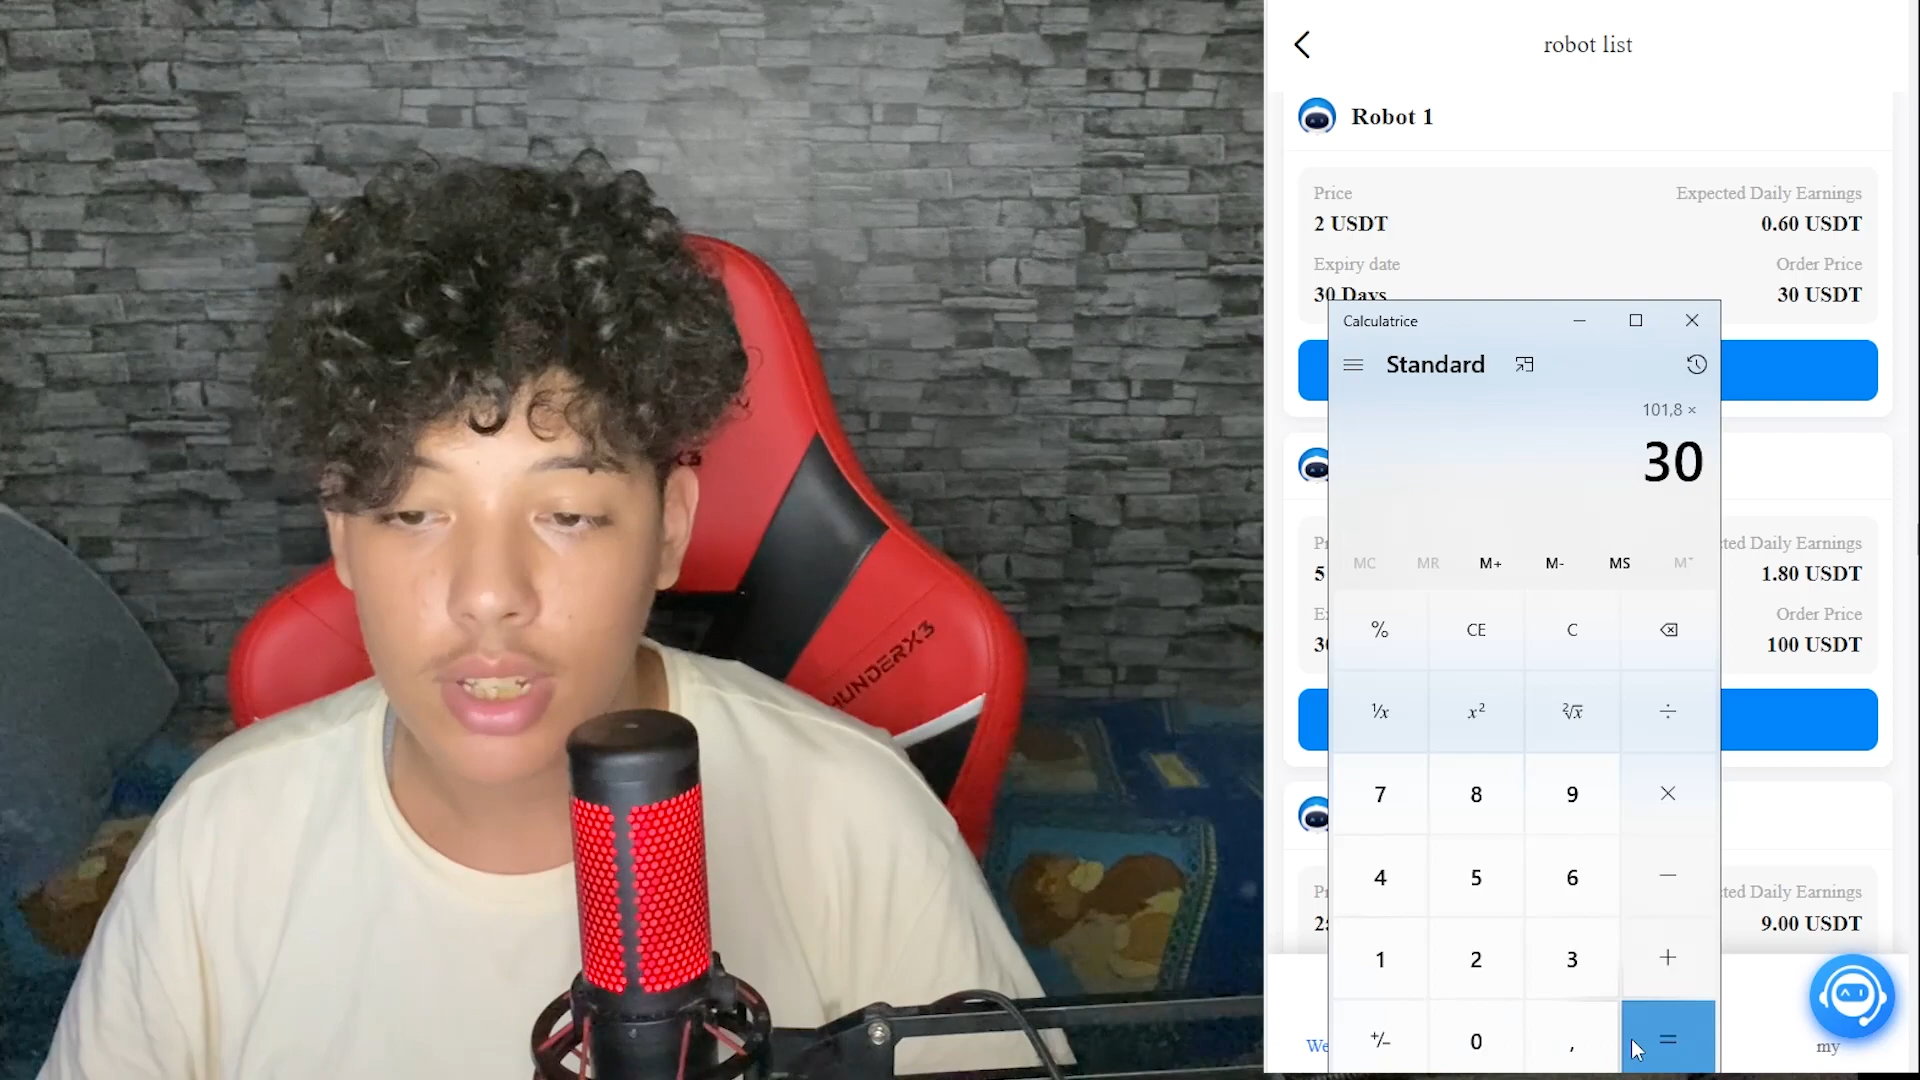 robot list
Robot 1
Price
Expected Daily Earnings
2 USDT
0.60 USDT
Expiry date
Order Price
30 Days
30 USDT
Calculatrice
Standard
101,8 ×
30
MC MR M+ M- MS
% CE C
¹/x x² ²√x ÷
7 8 9 ×
4 5 6 −
1 2 3 +
+/− 0 , =
Daily Earnings
1.80 USDT
Order Price
100 USDT
Daily Earnings
9.00 USDT
my
HUNDERX3